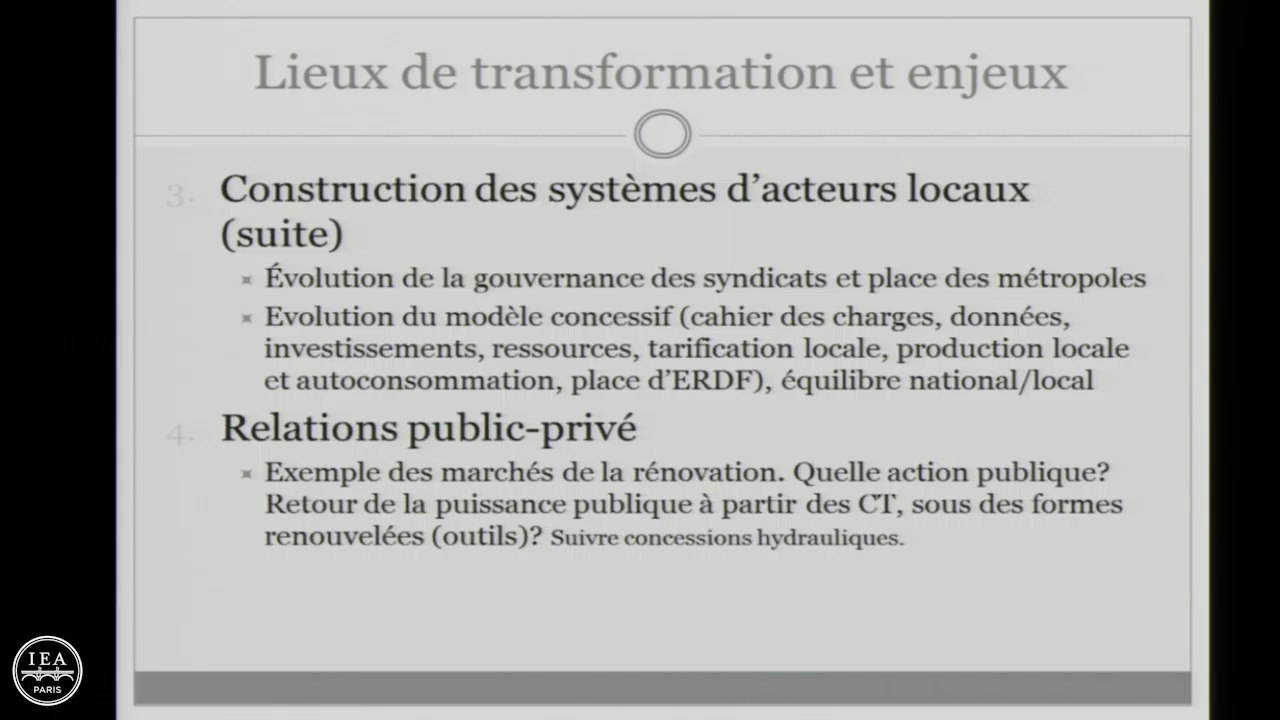 Lieux de transformation et enjeux
3. Construction des systèmes d’acteurs locaux
(suite)
Évolution de la gouvernance des syndicats et place des métropoles
Evolution du modèle concessif (cahier des charges, données,
investissements, ressources, tarification locale, production locale
et autoconsommation, place d’ERDF), équilibre national/local
4. Relations public-privé
Exemple des marchés de la rénovation. Quelle action publique?
Retour de la puissance publique à partir des CT, sous des formes
renouvelées (outils)? Suivre concessions hydrauliques.
IEA
PARIS